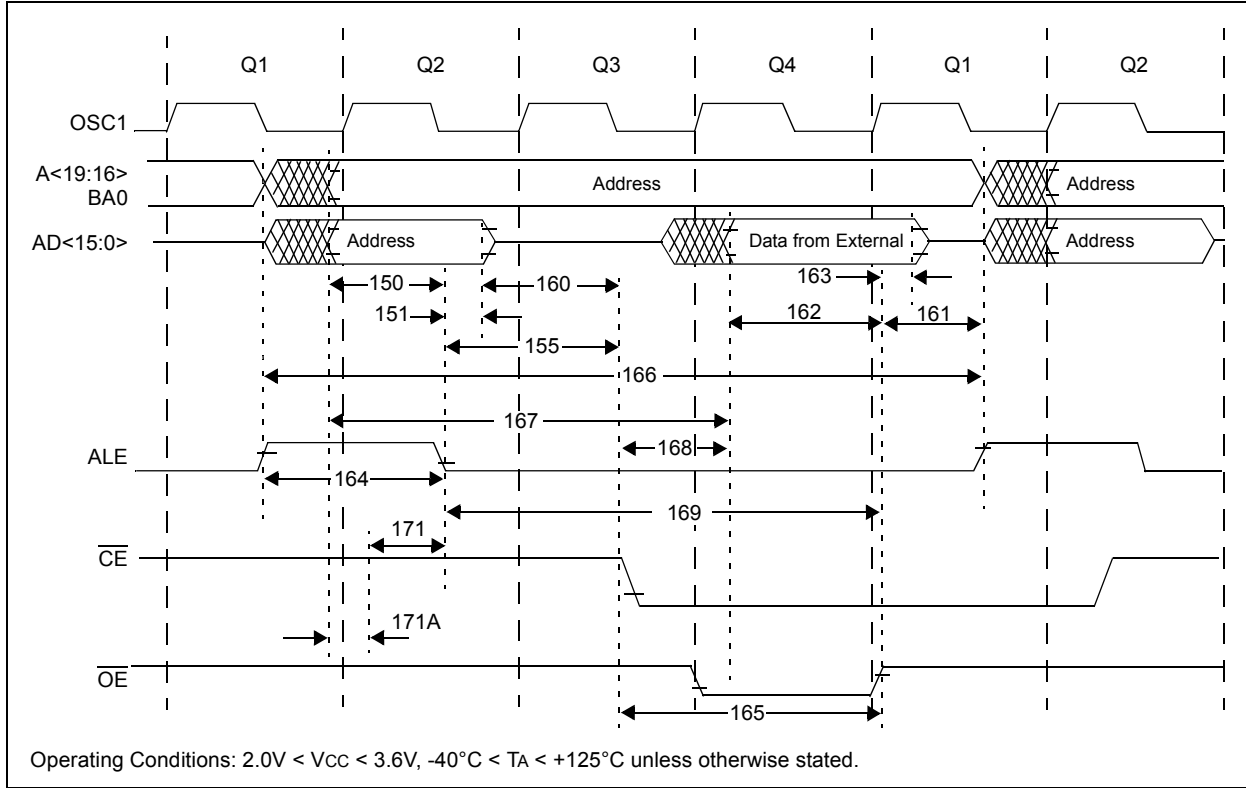 Q1 Q2 Q3 Q4 Q1 Q2
OSC1
A<19:16>
BA0
Address Address
AD<15:0>
Address Data from External Address
150 160 163
151 162 161
155
166
167
168
ALE
164
169
171
CE
171A
OE
165
Operating Conditions: 2.0V < VCC < 3.6V, -40°C < TA < +125°C unless otherwise stated.